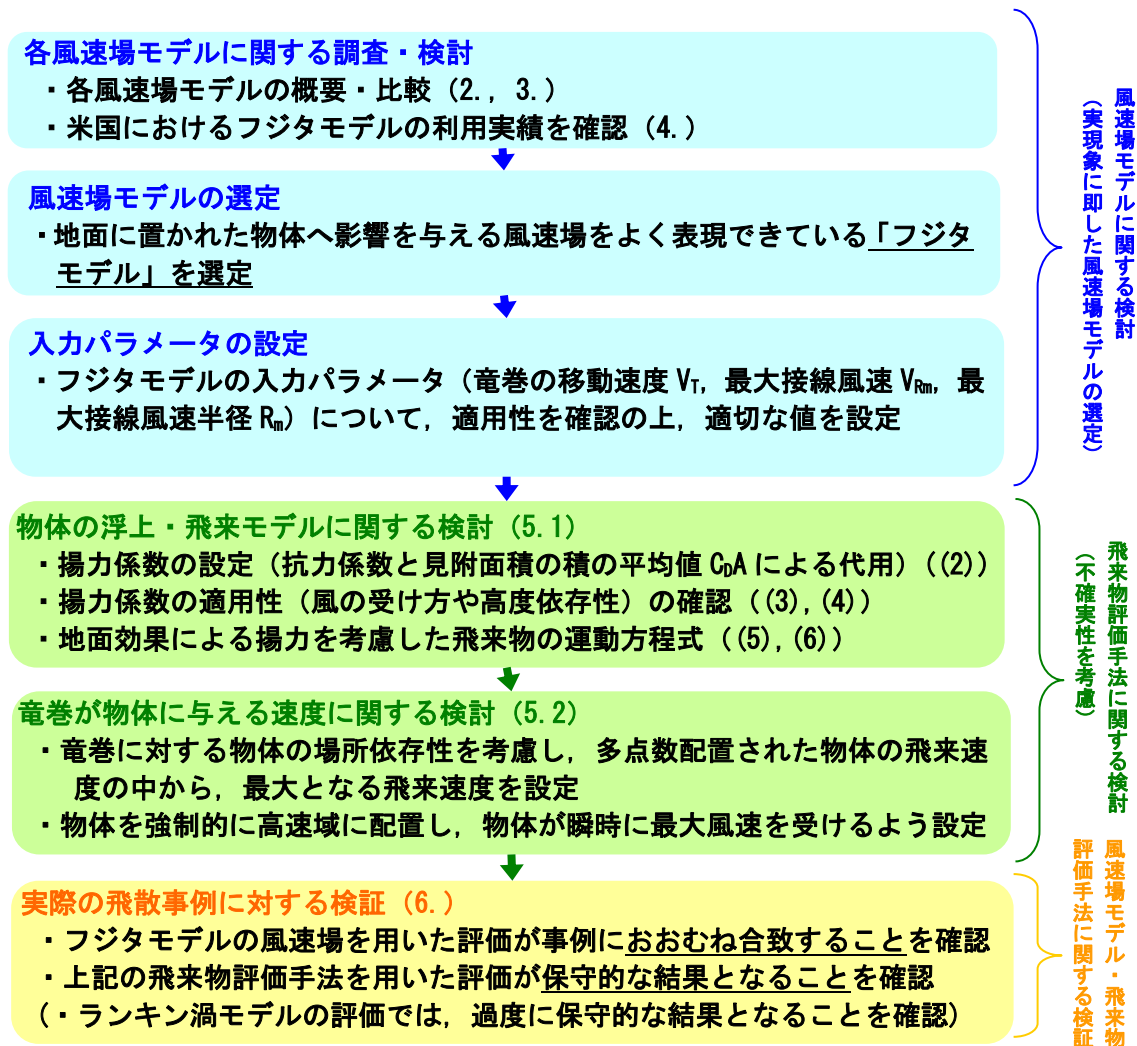 各風速場モデルに関する調査・検討
・各風速場モデルの概要・比較（2.，3.）
・米国におけるフジタモデルの利用実績を確認（4.）
風速場モデルの選定
・地面に置かれた物体へ影響を与える風速場をよく表現できている「フジタ
モデル」を選定
入力パラメータの設定
・フジタモデルの入力パラメータ（竜巻の移動速度 VT，最大接線風速 VRm，最
大接線風速半径 Rm）について，適用性を確認の上，適切な値を設定
風速場モデルに関する検討
（実現象に即した風速場モデルの選定）
物体の浮上・飛来モデルに関する検討（5.1）
・揚力係数の設定（抗力係数と見附面積の積の平均値 CDA による代用）((2))
・揚力係数の適用性（風の受け方や高度依存性）の確認（(3),(4)）
・地面効果による揚力を考慮した飛来物の運動方程式（(5),(6)）
竜巻が物体に与える速度に関する検討（5.2）
・竜巻に対する物体の場所依存性を考慮し，多点数配置された物体の飛来速
度の中から，最大となる飛来速度を設定
・物体を強制的に高速域に配置し，物体が瞬時に最大風速を受けるよう設定
飛来物評価手法に関する検討
（不確実性を考慮）
実際の飛散事例に対する検証（6.）
・フジタモデルの風速場を用いた評価が事例におおむね合致することを確認
・上記の飛来物評価手法を用いた評価が保守的な結果となることを確認
（・ランキン渦モデルの評価では，過度に保守的な結果となることを確認）
風速場モデル・飛来物
評価手法に関する検証